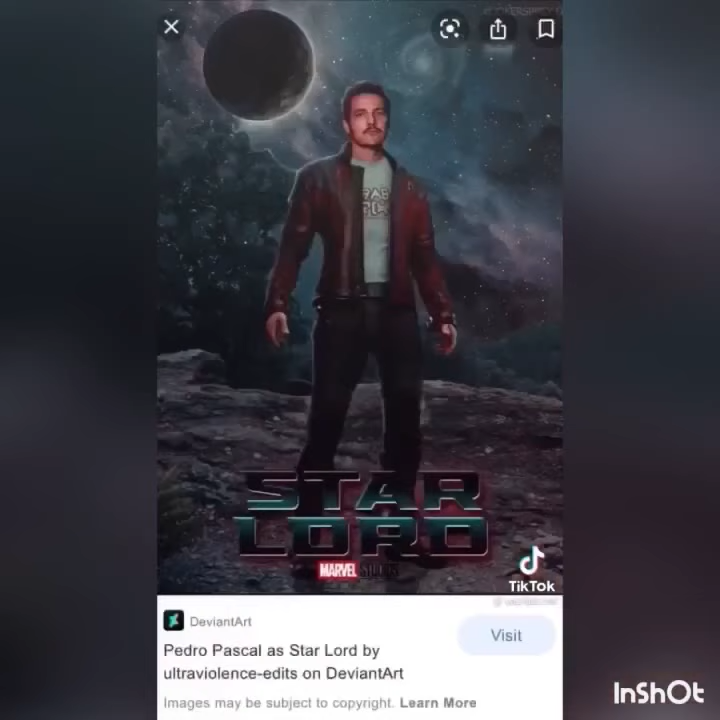 STAR
LORD
MARVEL STUDIOS
TikTok
DeviantArt
Visit
Pedro Pascal as Star Lord by
ultraviolence-edits on DeviantArt
Images may be subject to copyright. Learn More
InShOt